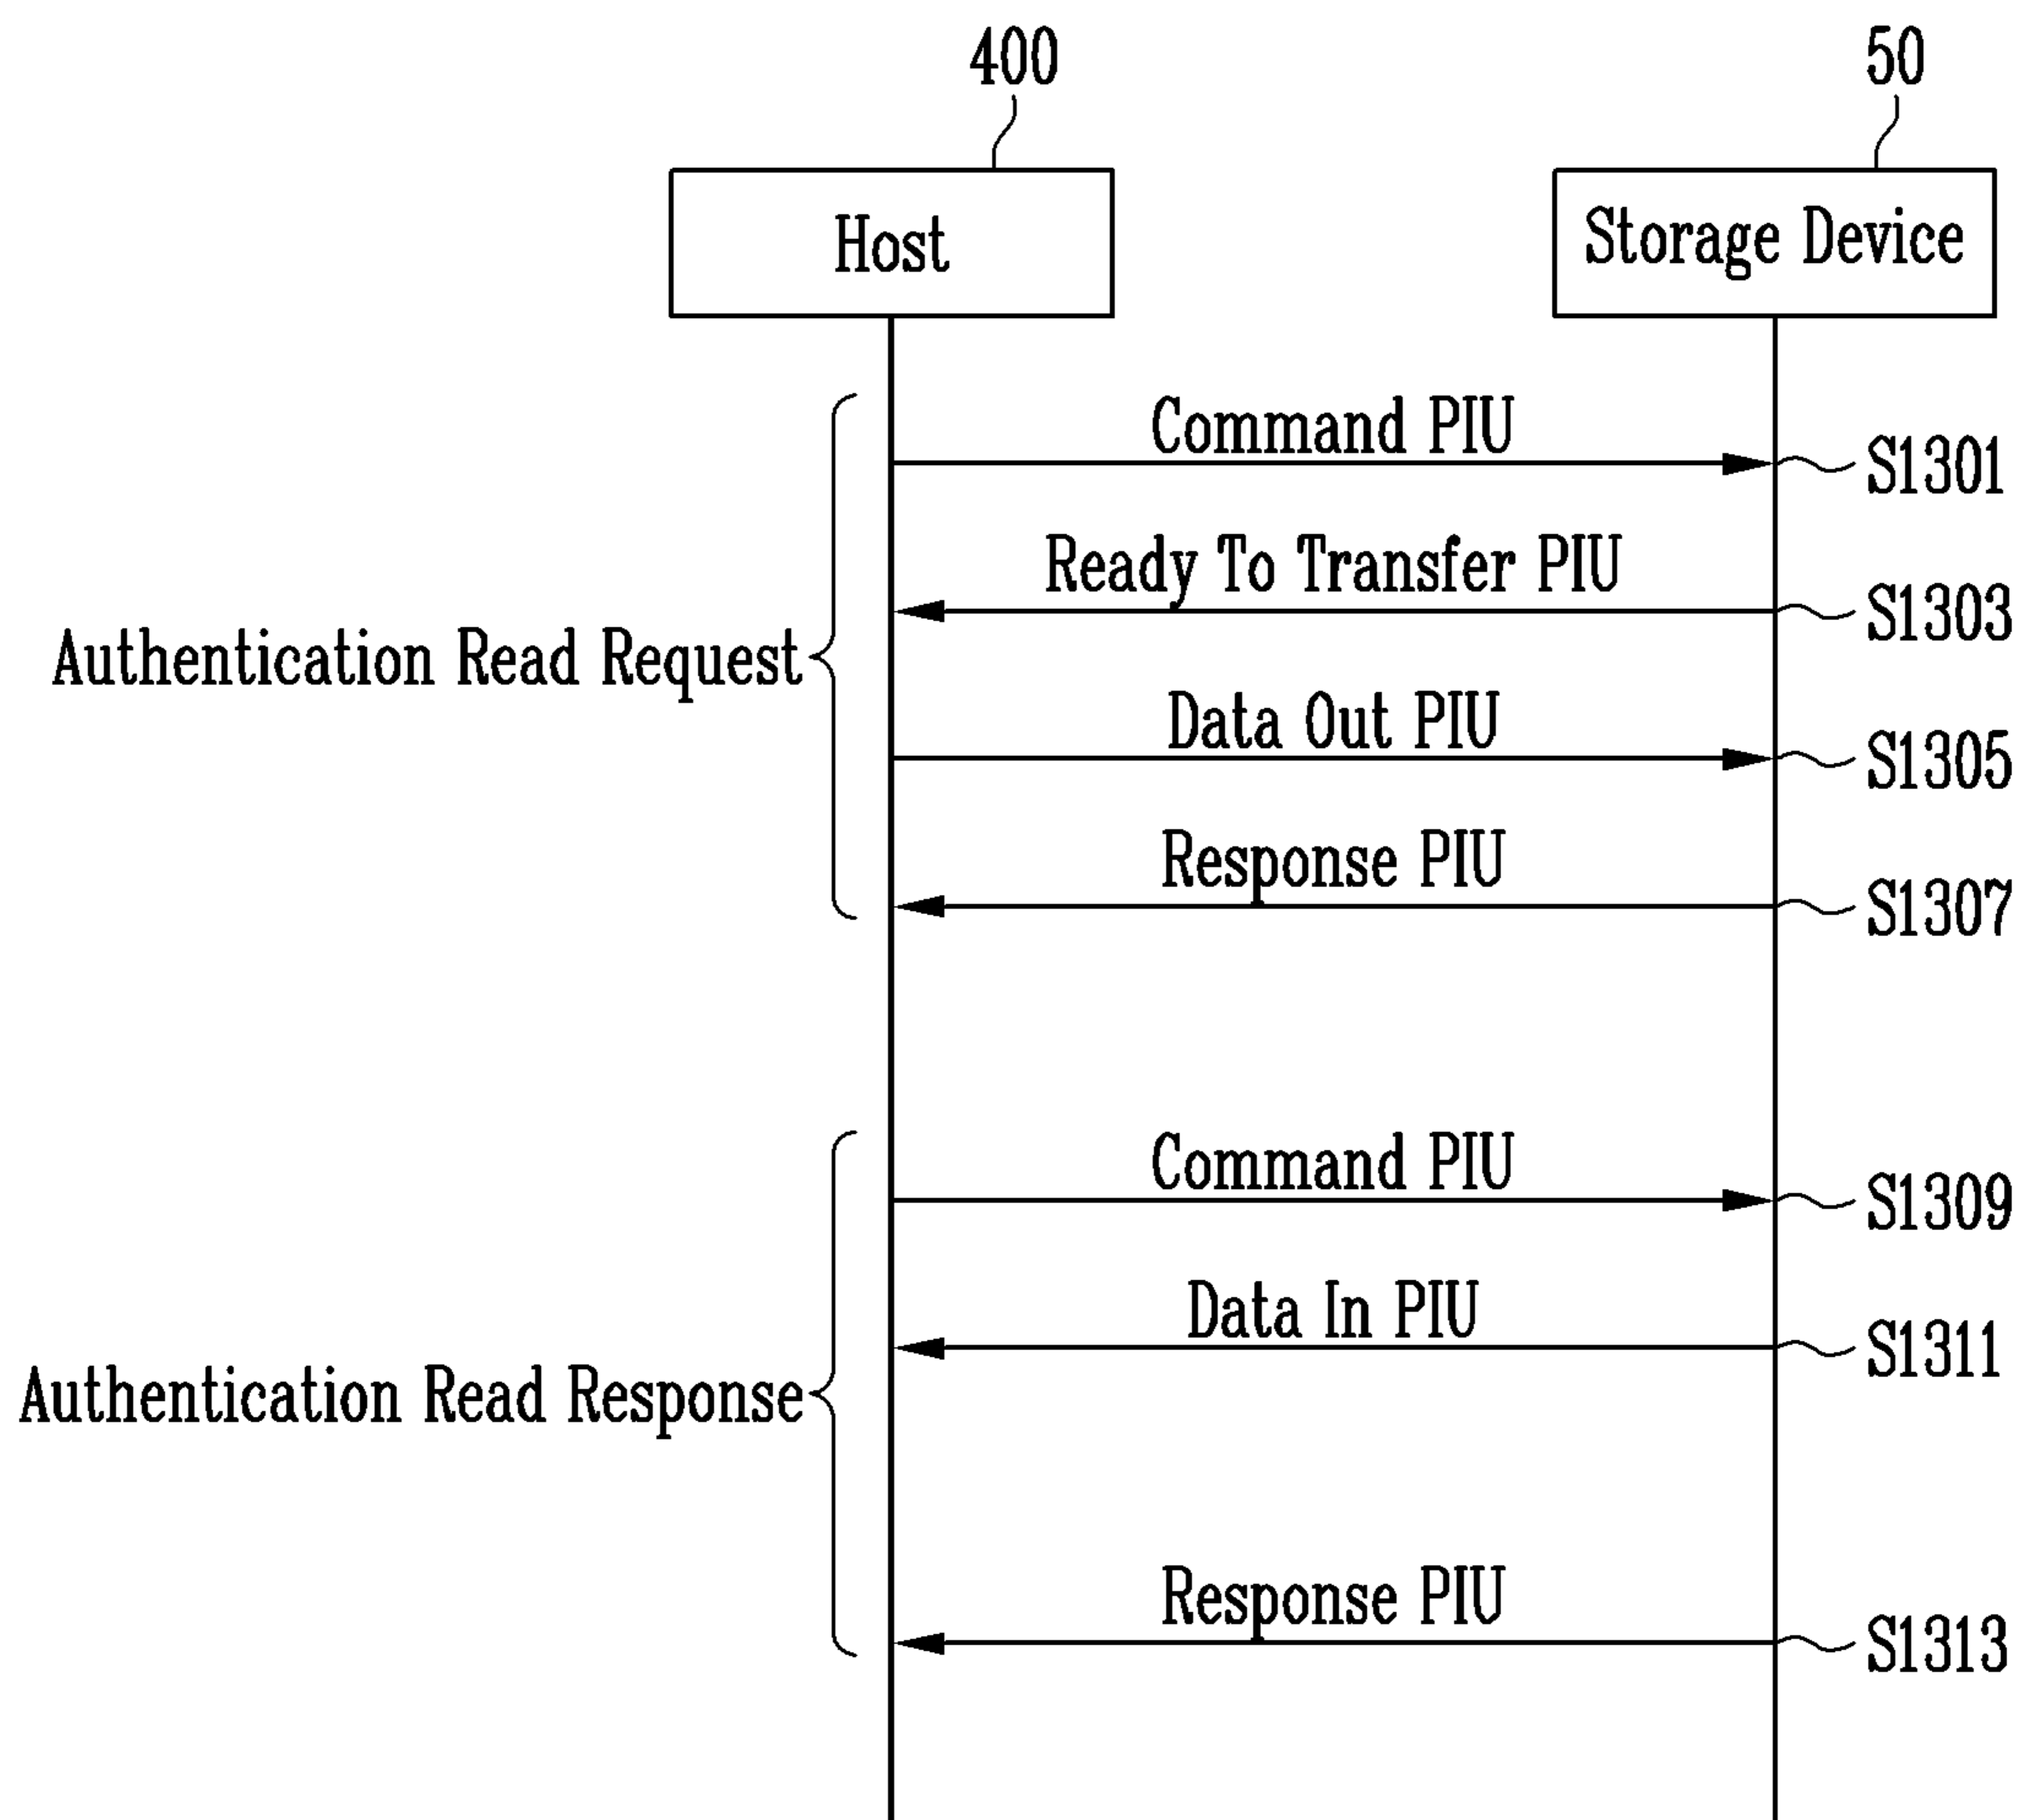 400
50
Host
Storage Device
Command PIU
S1301
Ready To Transfer PIU
S1303
Authentication Read Request
Data Out PIU
S1305
Response PIU
S1307
Command PIU
S1309
Data In PIU
S1311
Authentication Read Response
Response PIU
S1313